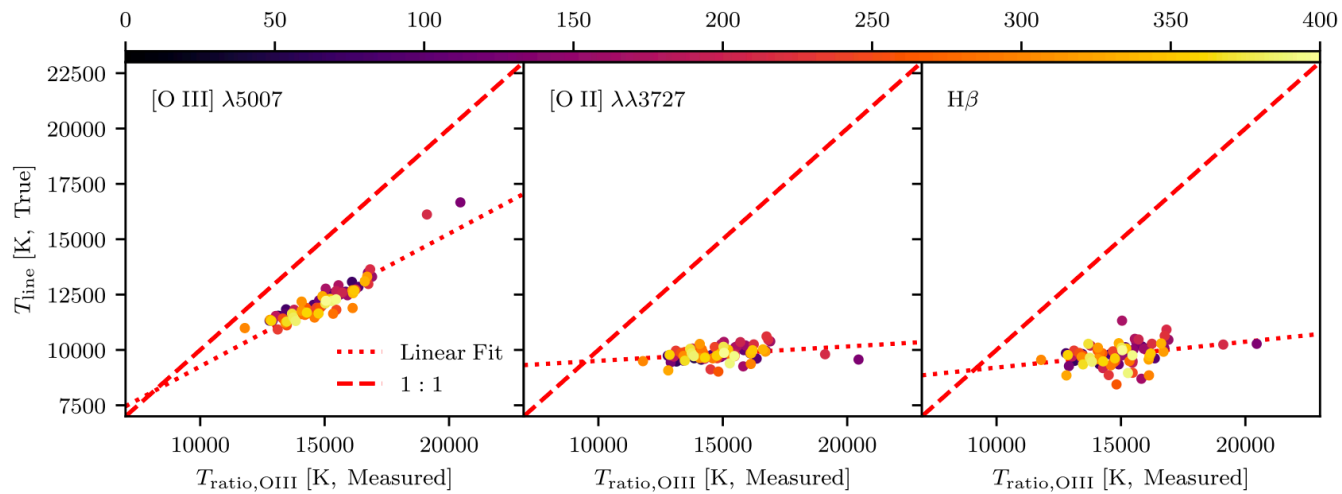 0 50 100 150 200 250 300 350 400
[O III] λ5007
[O II] λλ3727
Hβ
22500
20000
17500
15000
12500
10000
7500
T_line [K, True]
Linear Fit
1 : 1
10000 15000 20000 10000 15000 20000 10000 15000 20000
T_ratio,OIII [K, Measured]
T_ratio,OIII [K, Measured]
T_ratio,OIII [K, Measured]